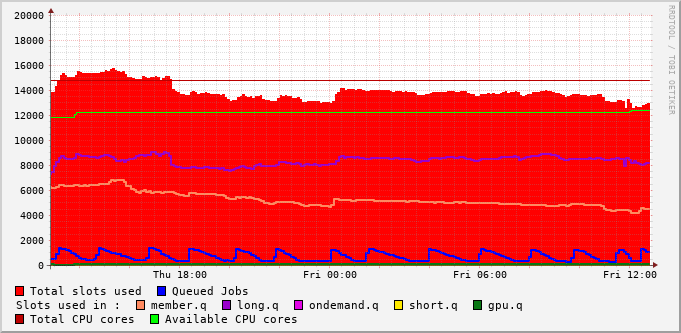 20000
18000
16000
14000
12000
10000
8000
6000
4000
2000
0
Thu 18:00 Fri 00:00 Fri 06:00 Fri 12:00
RRDTOOL / TOBI OETIKER
Total slots used Queued Jobs
Slots used in : member.q long.q ondemand.q short.q gpu.q
Total CPU cores Available CPU cores